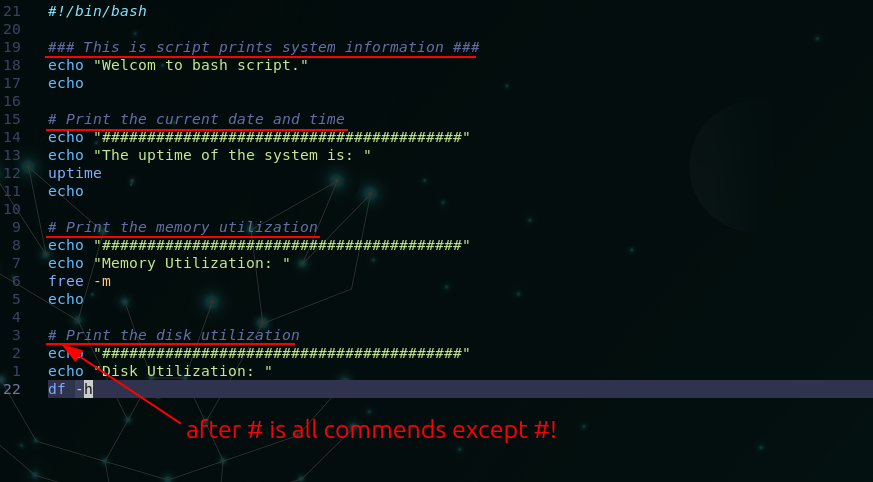 21 #!/bin/bash
20
19 ### This is script prints system information ###
18 echo "Welcom to bash script."
17 echo
16
15 # Print the current date and time
14 echo "########################################"
13 echo "The uptime of the system is: "
12 uptime
11 echo
10
9 # Print the memory utilization
8 echo "########################################"
7 echo "Memory Utilization: "
6 free -m
5 echo
4
3 # Print the disk utilization
2 echo "########################################"
1 echo "Disk Utilization: "
22 df -h
after # is all commends except #!